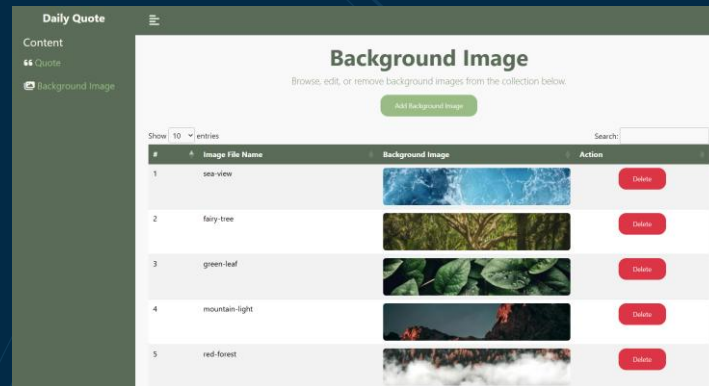 Daily Quote
Content
Quote
Background Image
Background Image
Browse, edit, or remove background images from the collection below.
Add Background Image
Show 10 entries
Search:
# Image File Name Background Image Action
1 sea-view Delete
2 fairy-tree Delete
3 green-leaf Delete
4 mountain-light Delete
5 red-forest Delete